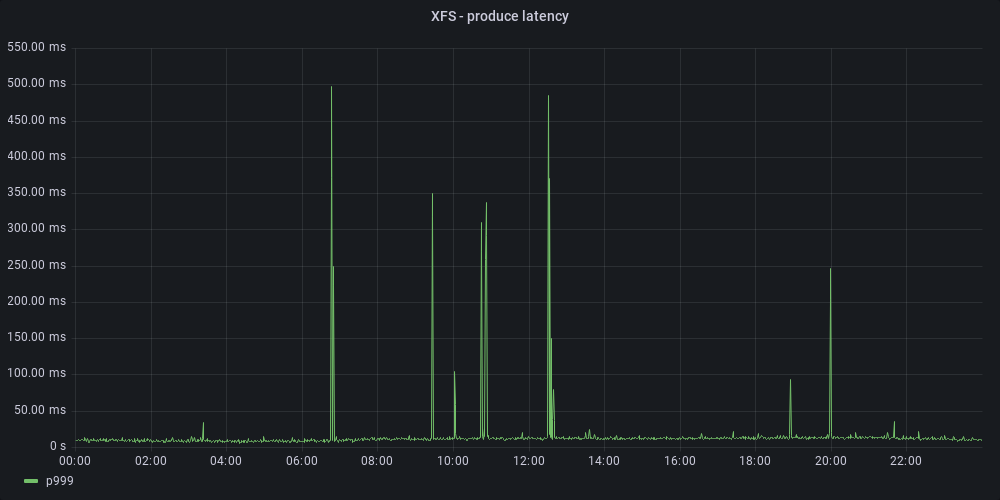 XFS - produce latency
550.00 ms
500.00 ms
450.00 ms
400.00 ms
350.00 ms
300.00 ms
250.00 ms
200.00 ms
150.00 ms
100.00 ms
50.00 ms
0 s
00:00 02:00 04:00 06:00 08:00 10:00 12:00 14:00 16:00 18:00 20:00 22:00
p999